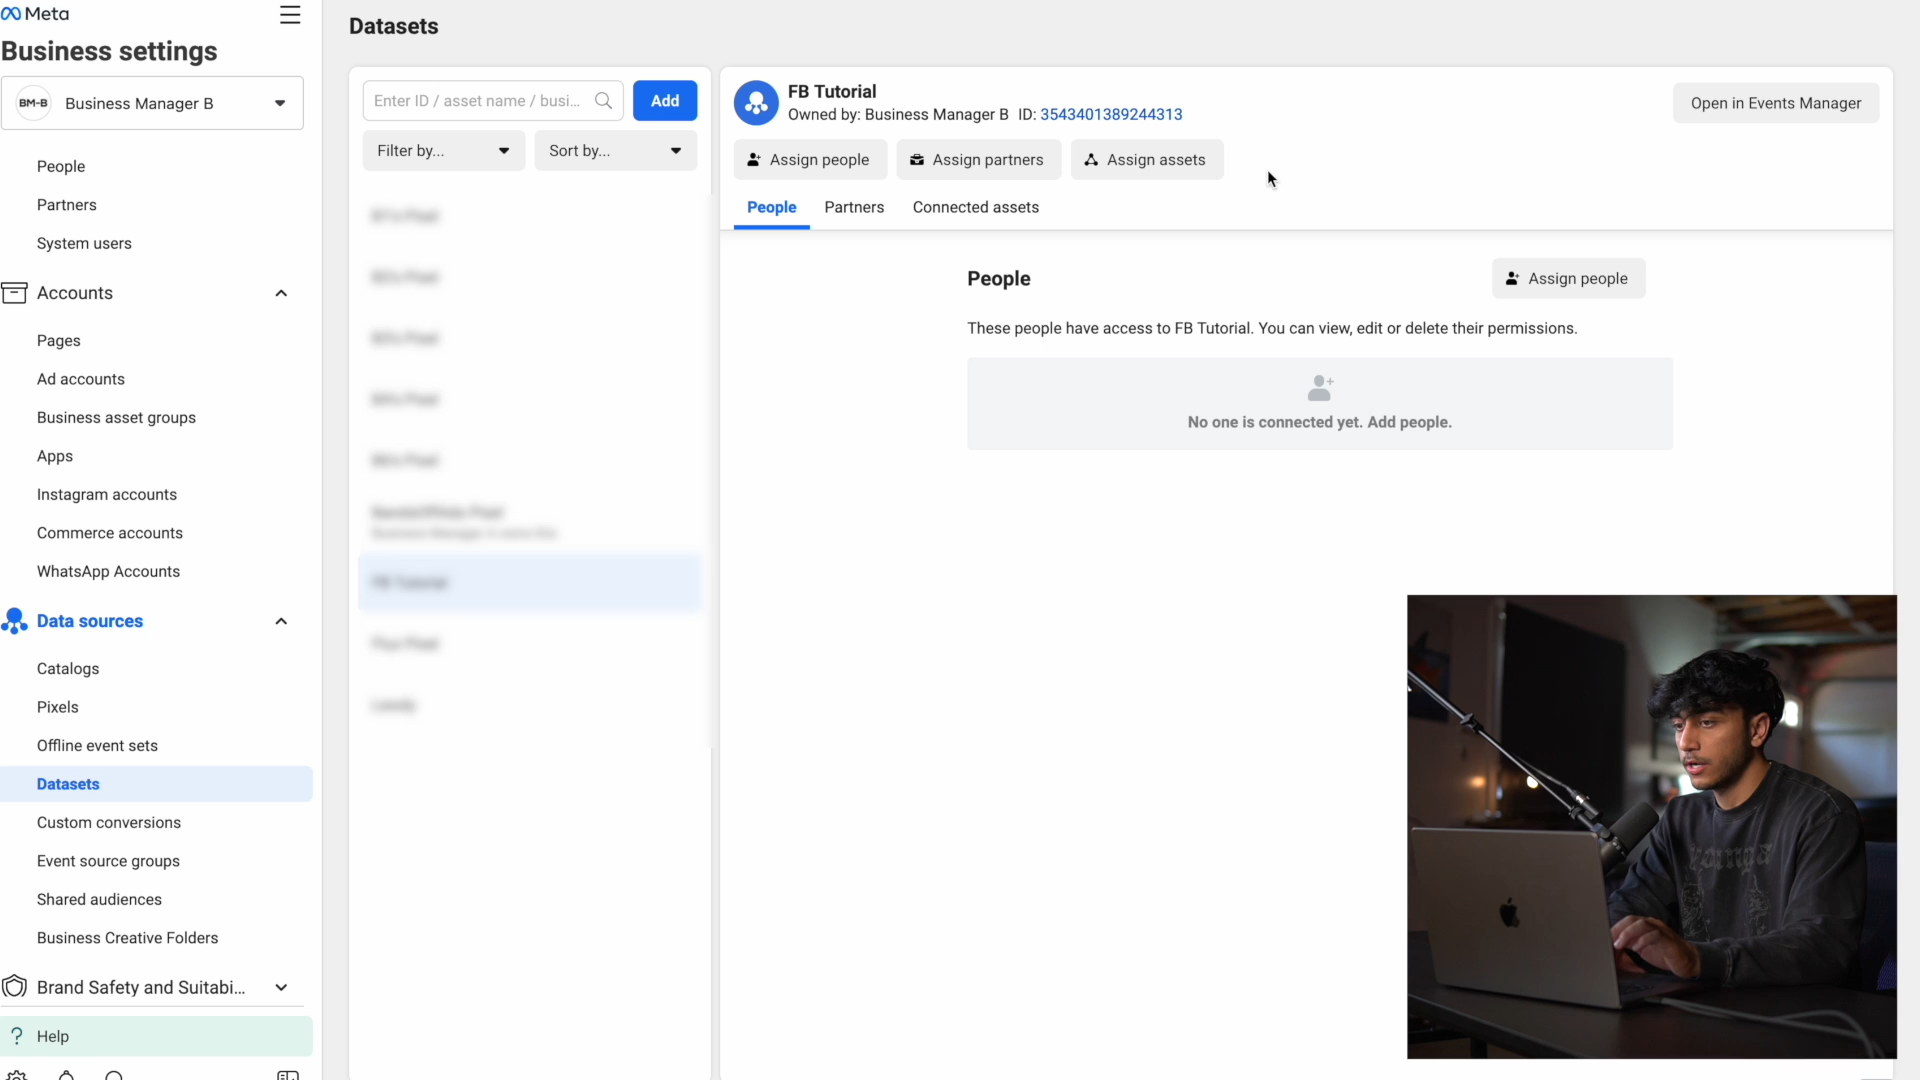 Meta
Business settings
BM-B Business Manager B
People
Partners
System users
Accounts
Pages
Ad accounts
Business asset groups
Apps
Instagram accounts
Commerce accounts
WhatsApp Accounts
Data sources
Catalogs
Pixels
Offline event sets
Datasets
Custom conversions
Event source groups
Shared audiences
Business Creative Folders
Brand Safety and Suitabi...
? Help
Datasets
Enter ID / asset name / busi...
Add
Filter by...
Sort by...
FB Tutorial
FB Tutorial
Owned by: Business Manager B ID: 3543401389244313
Open in Events Manager
Assign people
Assign partners
Assign assets
People
Partners
Connected assets
People
Assign people
These people have access to FB Tutorial. You can view, edit or delete their permissions.
No one is connected yet. Add people.